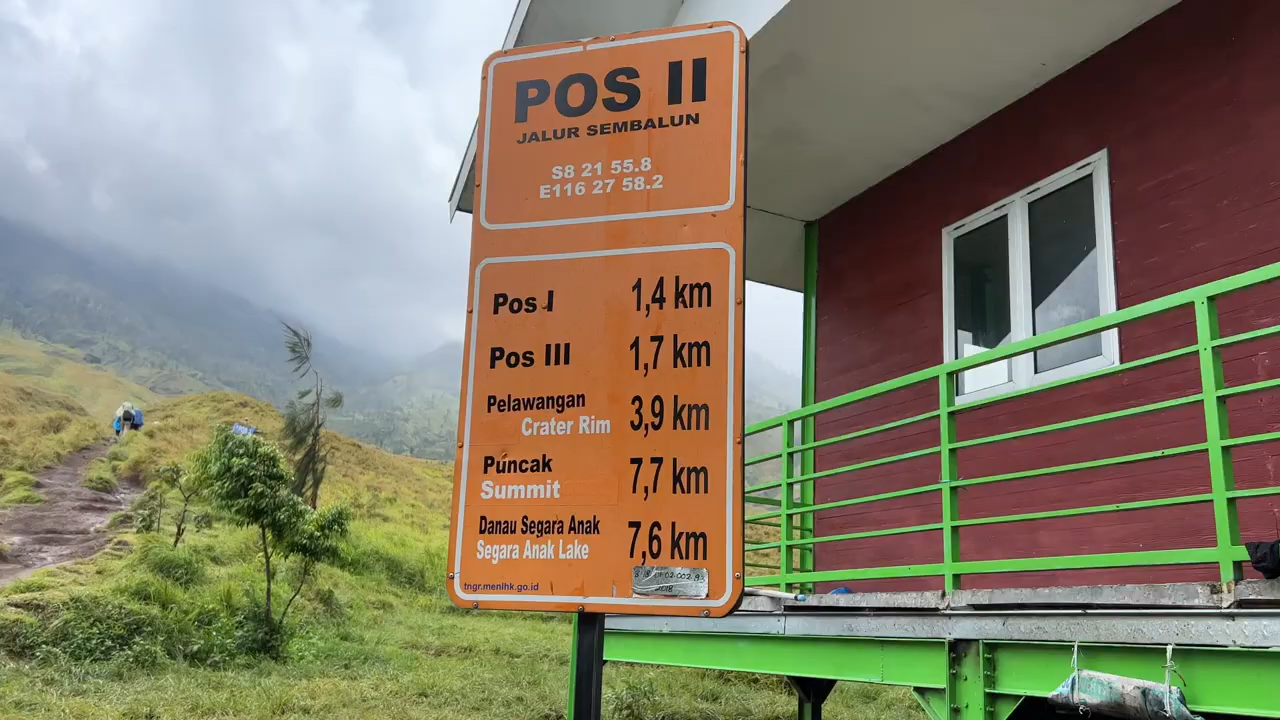 POS II
JALUR SEMBALUN
S8 21 55.8
E116 27 58.2
Pos I 1,4 km
Pos III 1,7 km
Pelawangan
Crater Rim 3,9 km
Puncak
Summit 7,7 km
Danau Segara Anak
Segara Anak Lake 7,6 km
tngr.menlhk.go.id